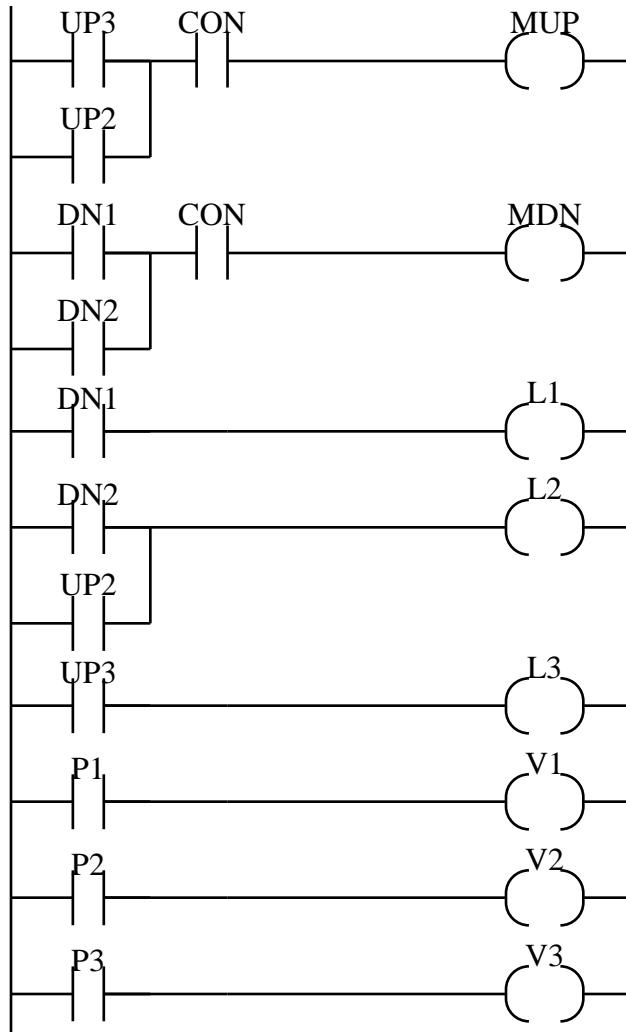 UP3 CON MUP
UP2
DN1 CON MDN
DN2
DN1 L1
DN2 L2
UP2
UP3 L3
P1 V1
P2 V2
P3 V3